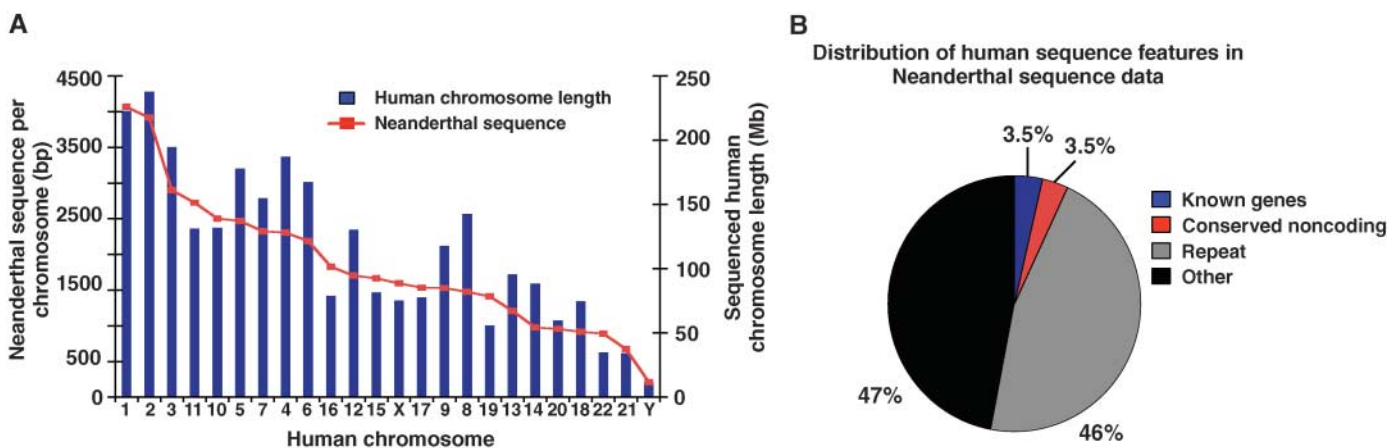 A
Neanderthal sequence per
chromosome (bp)
4500
3500
2500
1500
500
0
Human chromosome length
Neanderthal sequence
250
200
150
100
50
0
Sequenced human
chromosome length (Mb)
1 2 3 11 10 5 7 4 6 16 12 15 X 17 9 8 19 13 14 20 18 22 21 Y
Human chromosome
B
Distribution of human sequence features in
Neanderthal sequence data
3.5%
3.5%
Known genes
Conserved noncoding
Repeat
Other
47%
46%